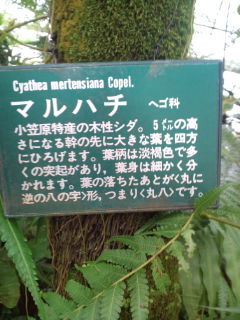 Cyathea mertensiana Copel.
マルハチ ヘゴ科
小笠原特産の木性シダ。5㍍の高
さになる幹の先に大きな葉を四方
にひろげます。葉柄は淡褐色で多
くの突起があり，葉身は細かく分
かれます。葉の落ちたあとが〈丸に
逆の八の字〉形，つまり〈丸八〉です。